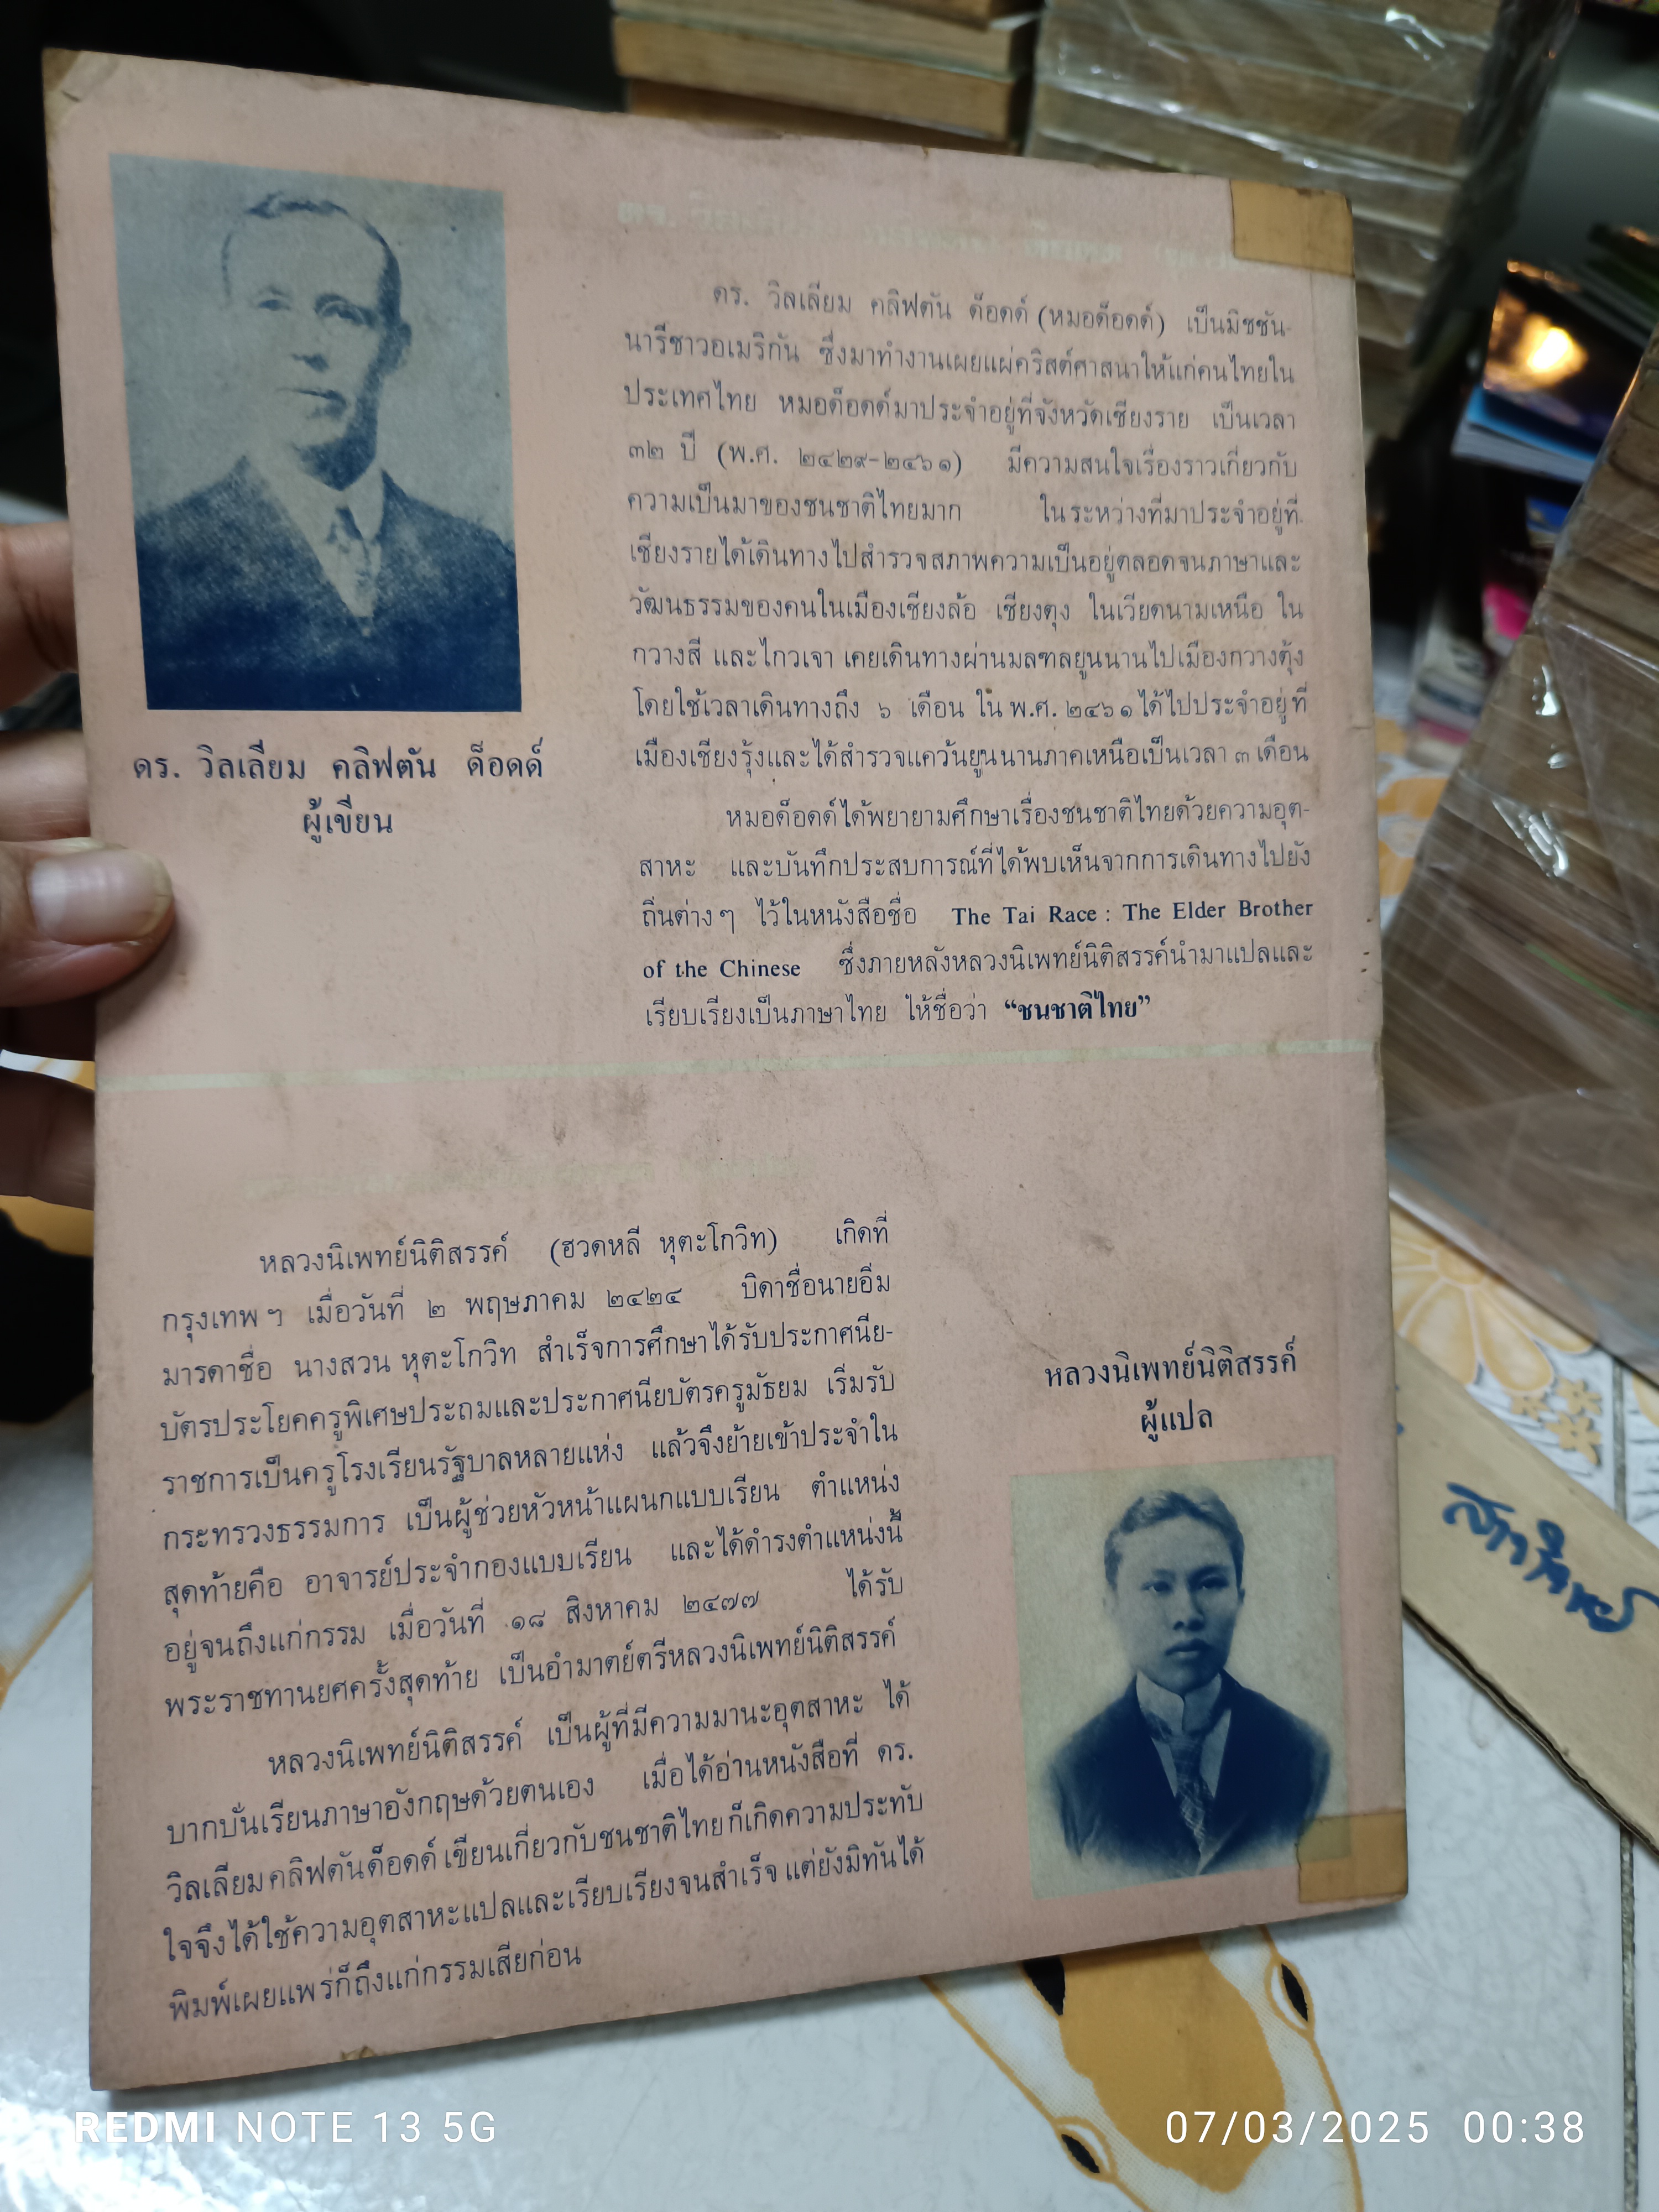 ดร. วิลเลียม คลิฟตัน ด็อดด์
ผู้เขียน
ดร. วิลเลียม คลิฟตัน ด็อดด์ (หมอด็อดด์) เป็นมิชชัน-
นารีชาวอเมริกัน ซึ่งมาทำงานเผยแผ่คริสต์ศาสนาให้แก่คนไทยใน
ประเทศไทย หมอด็อดด์มาประจำอยู่ที่จังหวัดเชียงราย เป็นเวลา
๓๒ ปี (พ.ศ. ๒๔๒๙-๒๔๖๑) มีความสนใจเรื่องราวเกี่ยวกับ
ความเป็นมาของชนชาติไทยมาก ในระหว่างที่มาประจำอยู่ที่
เชียงรายได้เดินทางไปสำรวจสภาพความเป็นอยู่ตลอดจนภาษาและ
วัฒนธรรมของคนในเมืองเชียงล้อ เชียงตุง ในเวียดนามเหนือ ใน
กวางสี และไกวเจา เคยเดินทางผ่านมลฑลยูนนานไปเมืองกวางตุ้ง
โดยใช้เวลาเดินทางถึง ๖ เดือน ใน พ.ศ. ๒๔๖๑ได้ไปประจำอยู่ที่
เมืองเชียงรุ้งและได้สำรวจแคว้นยูนนานภาคเหนือเป็นเวลา ๓ เดือน
หมอด็อดด์ได้พยายามศึกษาเรื่องชนชาติไทยด้วยความอุต-
สาหะ และบันทึกประสบการณ์ที่ได้พบเห็นจากการเดินทางไปยัง
ถิ่นต่างๆ ไว้ในหนังสือชื่อ The Tai Race : The Elder Brother
of the Chinese ซึ่งภายหลังหลวงนิเพทย์นิติสรรค์นำมาแปลและ
เรียบเรียงเป็นภาษาไทย ให้ชื่อว่า “ชนชาติไทย”
หลวงนิเพทย์นิติสรรค์ (ฮวดหลี หุตะโกวิท) เกิดที่
กรุงเทพฯ เมื่อวันที่ ๒ พฤษภาคม ๒๔๒๔ บิดาชื่อนายอิ่ม
มารดาชื่อ นางสวน หุตะโกวิท สำเร็จการศึกษาได้รับประกาศนีย-
บัตรประโยคครูพิเศษประถมและประกาศนียบัตรครูมัธยม เริ่มรับ
ราชการเป็นครูโรงเรียนรัฐบาลหลายแห่ง แล้วจึงย้ายเข้าประจำใน
กระทรวงธรรมการ เป็นผู้ช่วยหัวหน้าแผนกแบบเรียน ตำแหน่ง
สุดท้ายคือ อาจารย์ประจำกองแบบเรียน และได้ดำรงตำแหน่งนี้
อยู่จนถึงแก่กรรม เมื่อวันที่ ๑๘ สิงหาคม ๒๔๗๗ ได้รับ
พระราชทานยศครั้งสุดท้าย เป็นอำมาตย์ตรีหลวงนิเพทย์นิติสรรค์
หลวงนิเพทย์นิติสรรค์ เป็นผู้ที่มีความมานะอุตสาหะ ได้
บากบั่นเรียนภาษาอังกฤษด้วยตนเอง เมื่อได้อ่านหนังสือที่ ดร.
วิลเลียม คลิฟตัน ด็อดด์ เขียนเกี่ยวกับชนชาติไทยก็เกิดความประทับ
ใจจึงได้ใช้ความอุตสาหะแปลและเรียบเรียงจนสำเร็จ แต่ยังมิทันได้
พิมพ์เผยแพร่ก็ถึงแก่กรรมเสียก่อน
หลวงนิเพทย์นิติสรรค์
ผู้แปล
REDMI NOTE 13 5G
07/03/2025 00:38